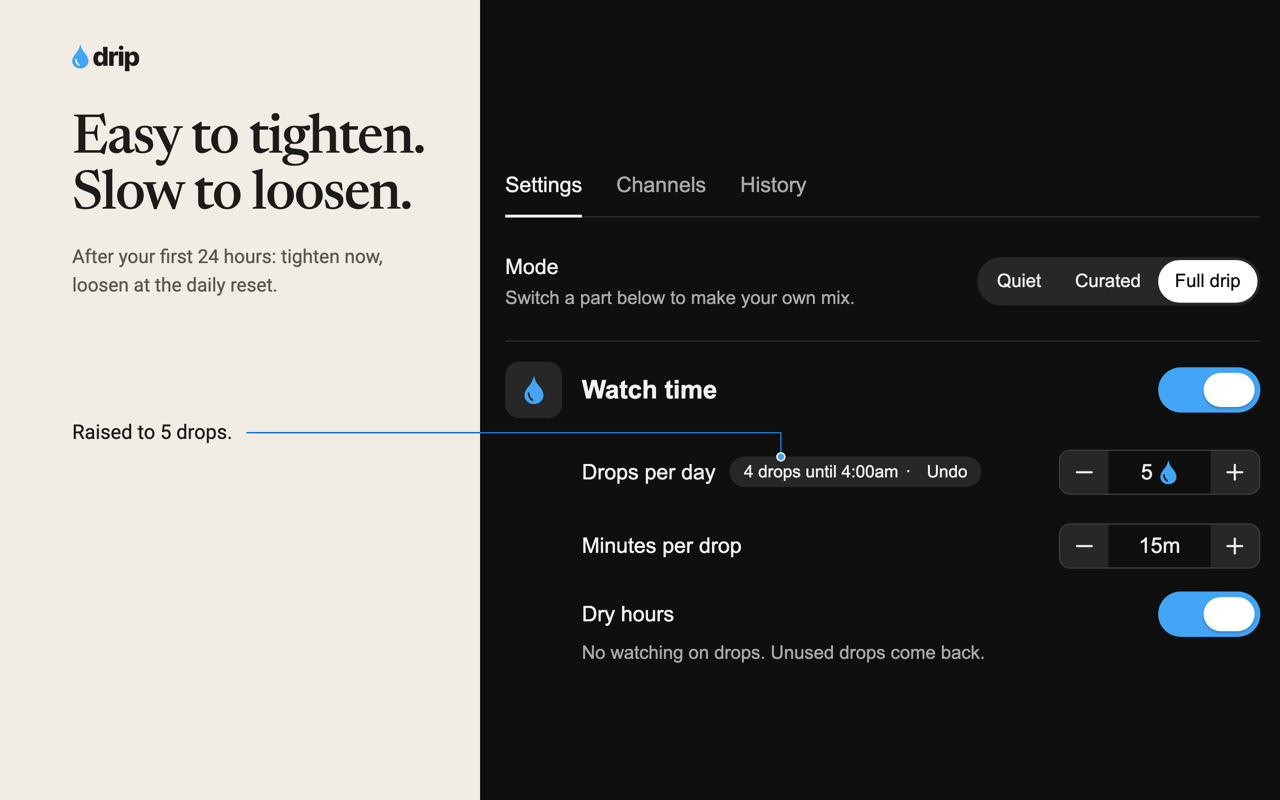 drip
Easy to tighten.
Slow to loosen.
After your first 24 hours: tighten now,
loosen at the daily reset.
Raised to 5 drops.
Settings Channels History
Mode
Switch a part below to make your own mix.
Quiet Curated Full drip
Watch time
Drops per day 4 drops until 4:00am · Undo − 5 +
Minutes per drop − 15m +
Dry hours
No watching on drops. Unused drops come back.